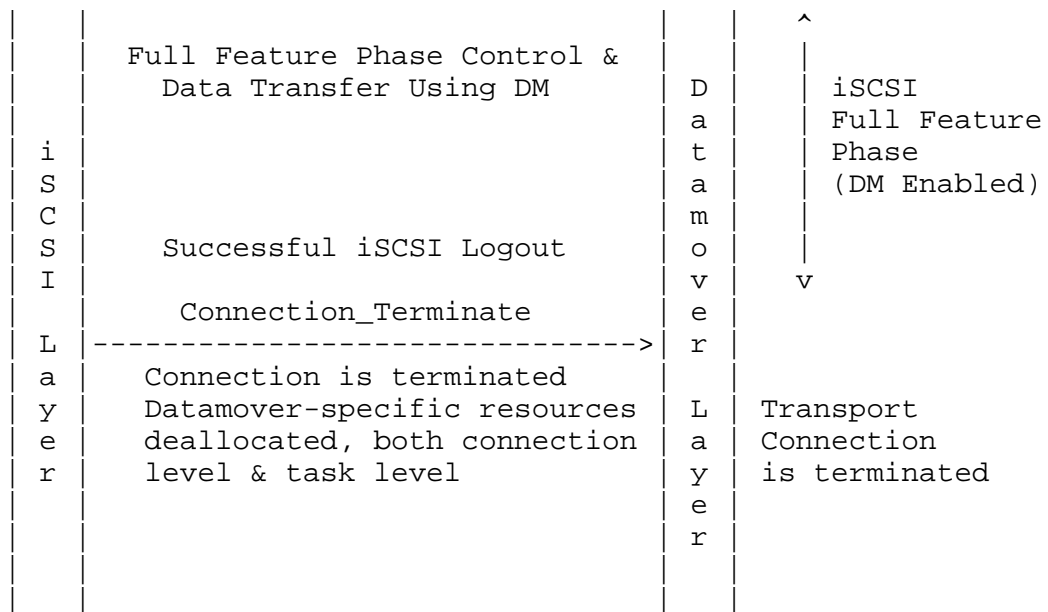 |   |                                |   |   ^
|   |  Full Feature Phase Control &  |   |   |
|   |    Data Transfer Using DM      | D |   | iSCSI
|   |                                | a |   | Full Feature
| i |                                | t |   | Phase
| S |                                | a |   | (DM Enabled)
| C |                                | m |   |
| S |    Successful iSCSI Logout     | o |   |
| I |                                | v |   v
|   |     Connection_Terminate       | e |
| L |------------------------------->| r |
| a |   Connection is terminated     |   |
| y |   Datamover-specific resources | L | Transport
| e |   deallocated, both connection | a | Connection
| r |   level & task level           | y | is terminated
|   |                                | e |
|   |                                | r |
|   |                                |   |
|   |                                |   |